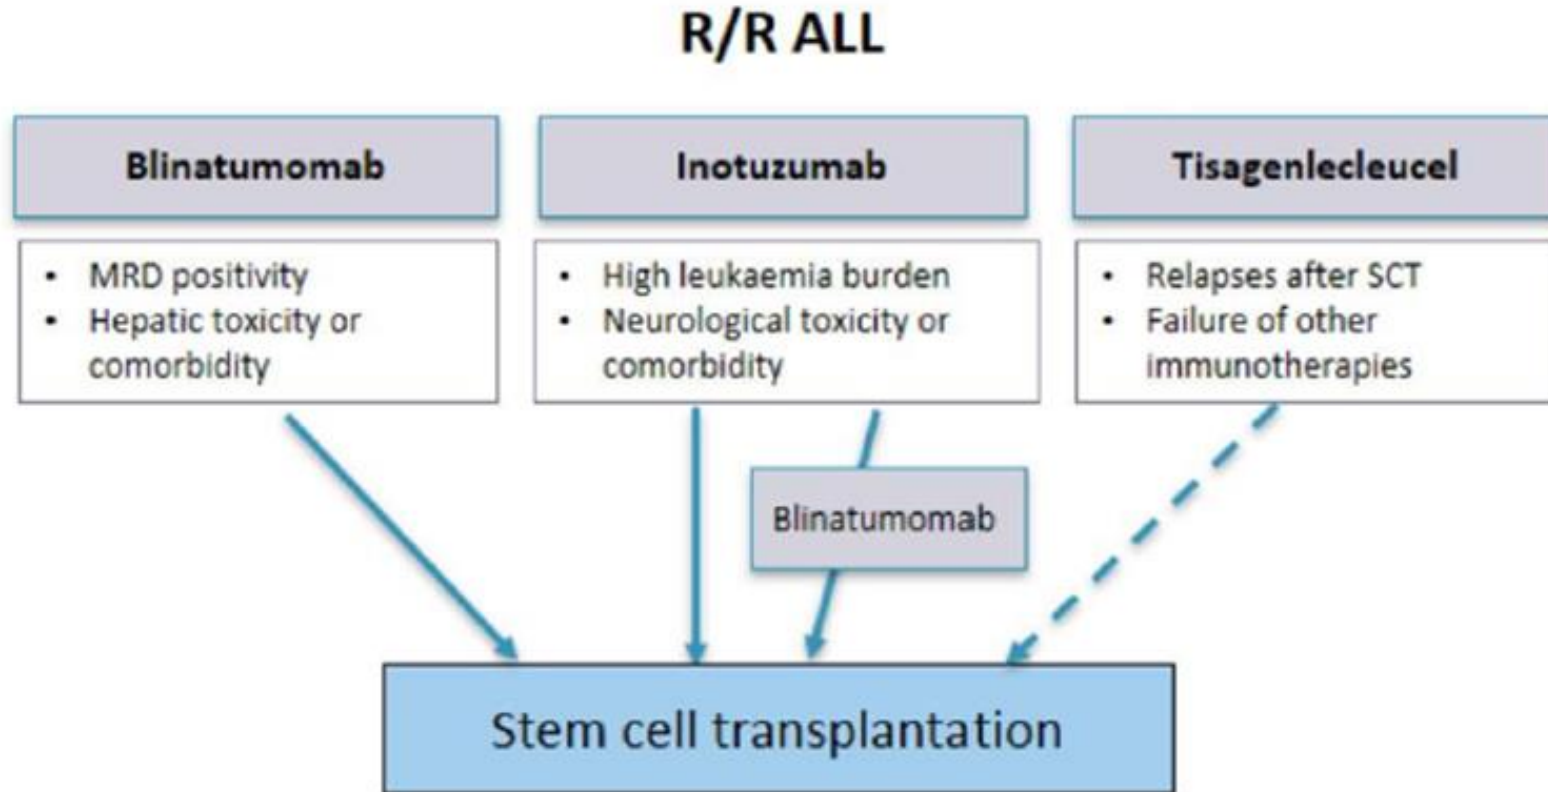 R/R ALL
Blinatumomab
Inotuzumab
Tisagenlecleucel
• MRD positivity
• Hepatic toxicity or
comorbidity
• High leukaemia burden
• Neurological toxicity or
comorbidity
• Relapses after SCT
• Failure of other
immunotherapies
Blinatumomab
Stem cell transplantation